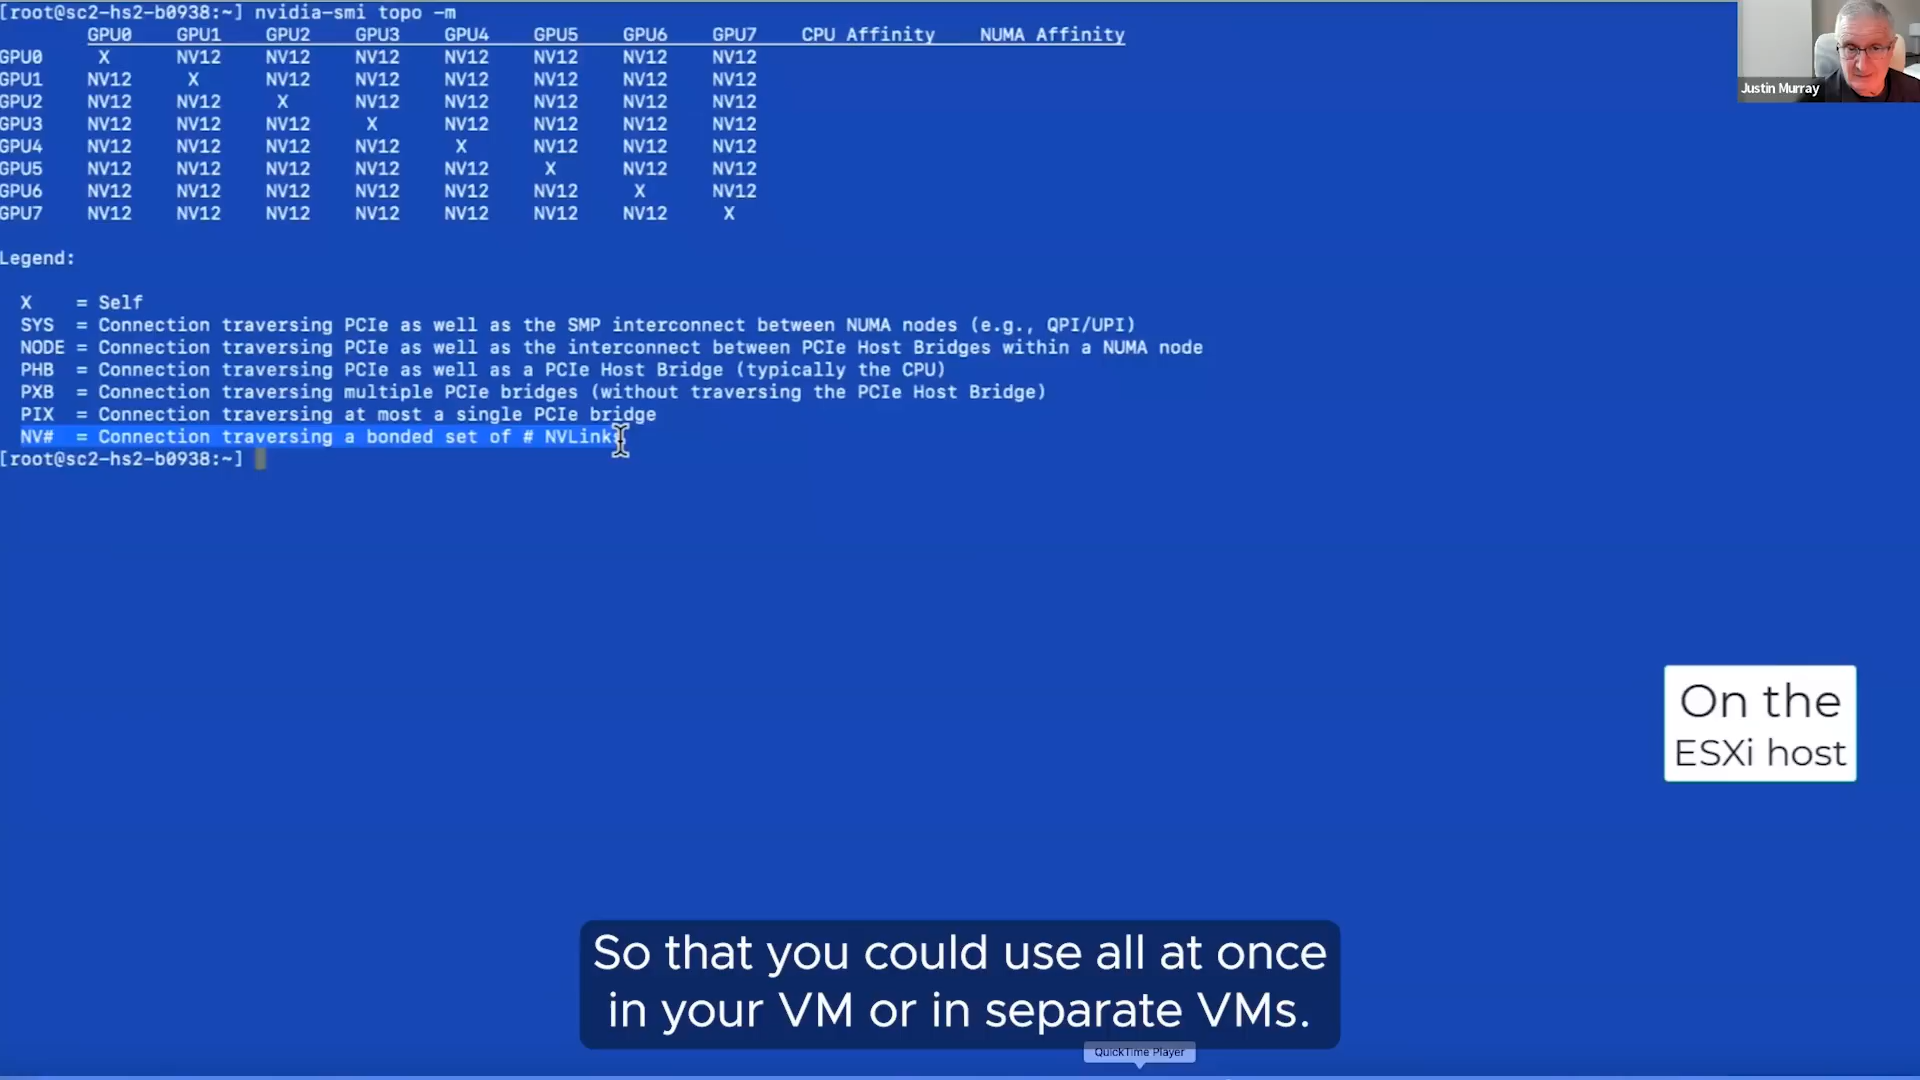 [root@sc2-hs2-b0938:~] nvidia-smi topo -m
GPU0 GPU1 GPU2 GPU3 GPU4 GPU5 GPU6 GPU7 CPU Affinity NUMA Affinity
GPU0 X NV12 NV12 NV12 NV12 NV12 NV12 NV12
GPU1 NV12 X NV12 NV12 NV12 NV12 NV12 NV12
GPU2 NV12 NV12 X NV12 NV12 NV12 NV12 NV12
GPU3 NV12 NV12 NV12 X NV12 NV12 NV12 NV12
GPU4 NV12 NV12 NV12 NV12 X NV12 NV12 NV12
GPU5 NV12 NV12 NV12 NV12 NV12 X NV12 NV12
GPU6 NV12 NV12 NV12 NV12 NV12 NV12 X NV12
GPU7 NV12 NV12 NV12 NV12 NV12 NV12 NV12 X
Justin Murray
Legend:
X = Self
SYS = Connection traversing PCIe as well as the SMP interconnect between NUMA nodes (e.g., QPI/UPI)
NODE = Connection traversing PCIe as well as the interconnect between PCIe Host Bridges within a NUMA node
PHB = Connection traversing PCIe as well as a PCIe Host Bridge (typically the CPU)
PXB = Connection traversing multiple PCIe bridges (without traversing the PCIe Host Bridge)
PIX = Connection traversing at most a single PCIe bridge
NV# = Connection traversing a bonded set of # NVLinks
[root@sc2-hs2-b0938:~]
On the
ESXi host
So that you could use all at once
in your VM or in separate VMs.
QuickTime Player